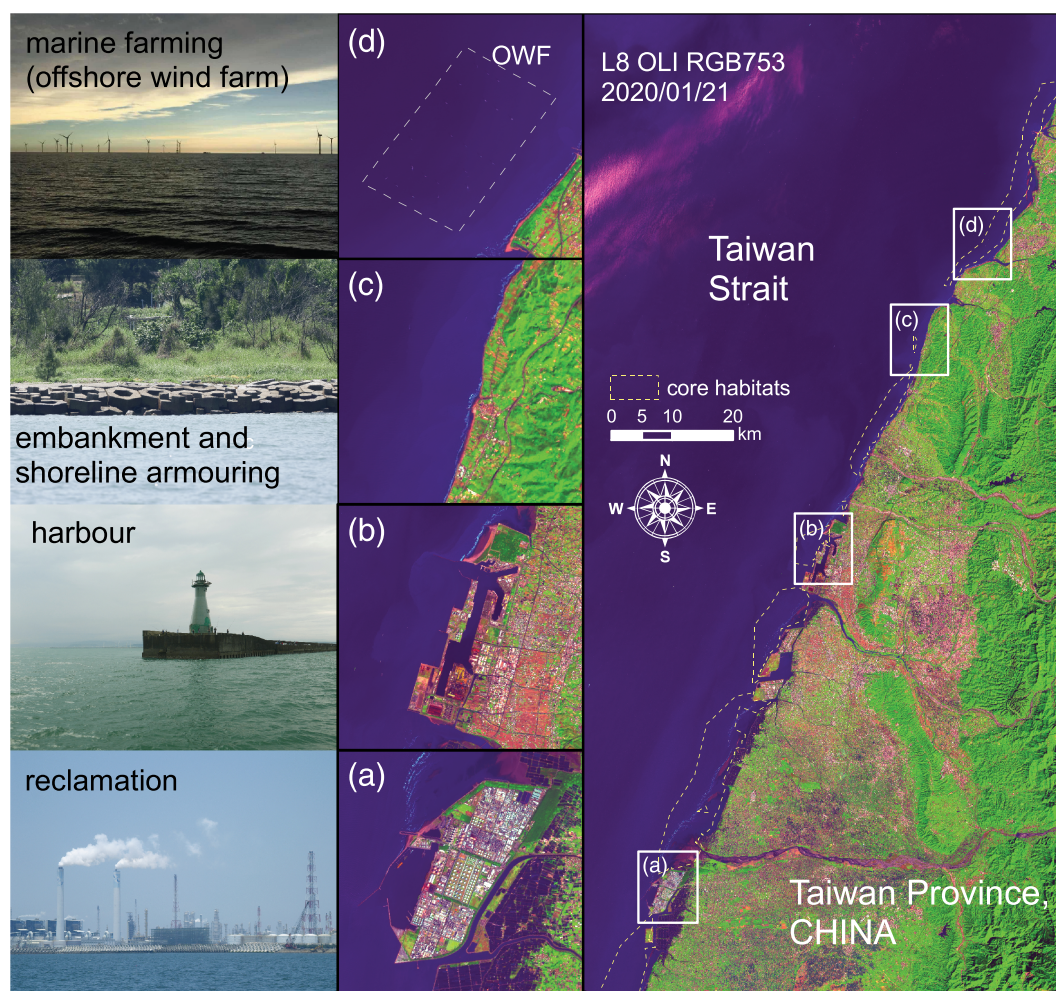 marine farming
(offshore wind farm)
(d)
OWF
embankment and
shoreline armouring
(c)
harbour
(b)
reclamation
(a)
L8 OLI RGB753
2020/01/21
Taiwan
Strait
core habitats
0 5 10 20
km
N
W E
S
(d)
(c)
(b)
(a)
Taiwan Province,
CHINA